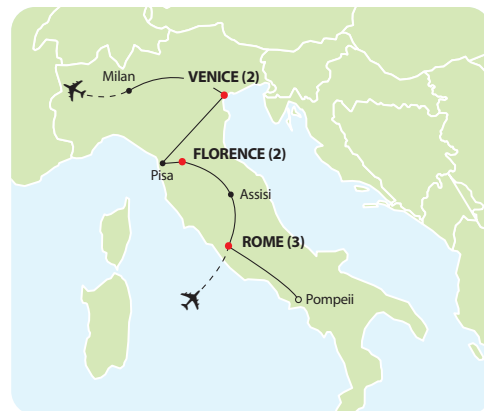 Milan
VENICE (2)
FLORENCE (2)
Pisa
Assisi
ROME (3)
Pompeii